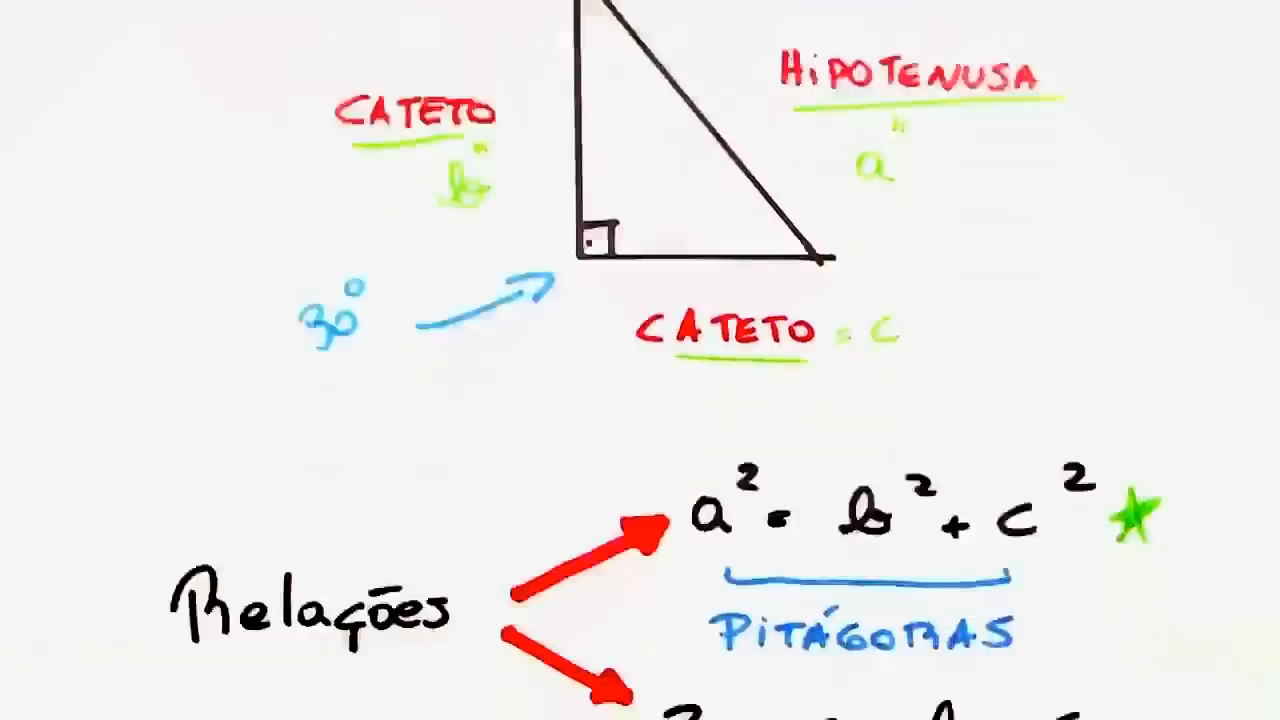 HiPOTENUSA
CATETO
"
a
"
b
30°
CATETO = C
a² = b² + c²
Relações
PiTÁGORAS